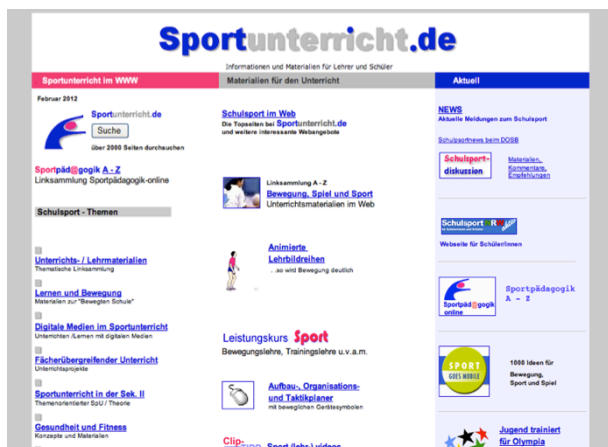 Sportunterricht.de
Informationen und Materialien für Lehrer und Schüler
Sportunterricht im WWW
Februar 2012
Sportunterricht.de
Suche
über 2000 Seiten durchsuchen
Sportpäd@gogik A - Z
Linksammlung Sportpädagogik-online
Schulsport - Themen
Unterrichts- / Lehrmaterialien
Thematische Linksammlung
Lernen und Bewegung
Materialien zur "Bewegten Schule"
Digitale Medien im Sportunterricht
Unterrichten /Lernen mit digitalen Medien
Fächerübergreifender Unterricht
Unterrichtsprojekte
Sportunterricht in der Sek. II
Themenorientierter SpU / Theorie
Gesundheit und Fitness
Konzepte und Materialien
Materialien für den Unterricht
Schulsport im Web
Die Topseiten bei Sportunterricht.de
und weitere interessante Webangebote
Linksammlung A - Z
Bewegung, Spiel und Sport
Unterrichtsmaterialien im Web
Animierte
Lehrbildreihen
...so wird Bewegung deutlich
Leistungskurs Sport
Bewegungslehre, Trainingslehre u.v.a.m.
Aufbau-, Organisations-
und Taktikplaner
mit beweglichen Gerätesymbolen
Clip-
Sport (lehr-) videos
Aktuell
NEWS
Aktuelle Meldungen zum Schulsport
Schulsportnews beim DOSB
Schulsport-
diskussion
Materialien,
Kommentare,
Empfehlungen
Schulsport NRW
Webseite für SchülerInnen
Sportpäd@gogik
online
Sportpädagogik
A - Z
SPORT
GOES MOBILE
1000 Ideen für
Bewegung,
Sport und Spiel
Jugend trainiert
für Olympia